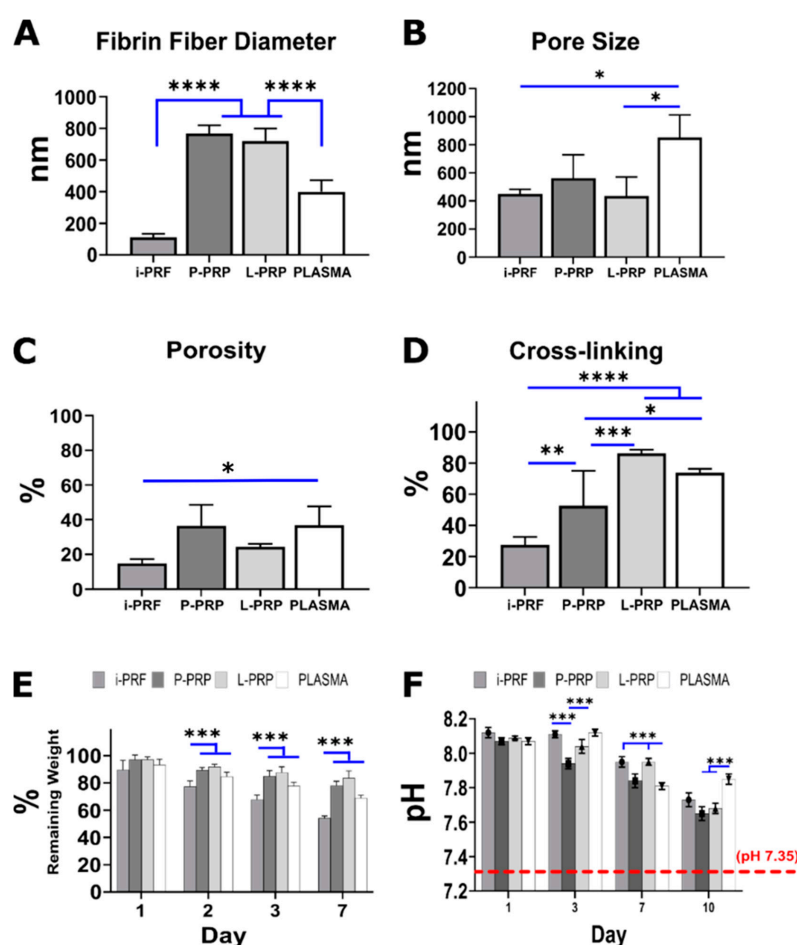 A
Fibrin Fiber Diameter
**** ****
nm
1000
800
600
400
200
0
i-PRF P-PRP L-PRP PLASMA
B
Pore Size
*
*
nm
1200
1000
800
600
400
200
0
i-PRF P-PRP L-PRP PLASMA
C
Porosity
*
%
100
80
60
40
20
0
i-PRF P-PRP L-PRP PLASMA
D
Cross-linking
****
*
** ***
%
100
80
60
40
20
0
i-PRF P-PRP L-PRP PLASMA
E
i-PRF P-PRP L-PRP PLASMA
*** *** ***
%
Remaining Weight
100
80
60
40
20
0
1 2 3 7
Day
F
i-PRF P-PRP L-PRP PLASMA
***
*** *** ***
pH
8.2
8.0
7.8
7.6
7.4
7.2
(pH 7.35)
1 3 7 10
Day